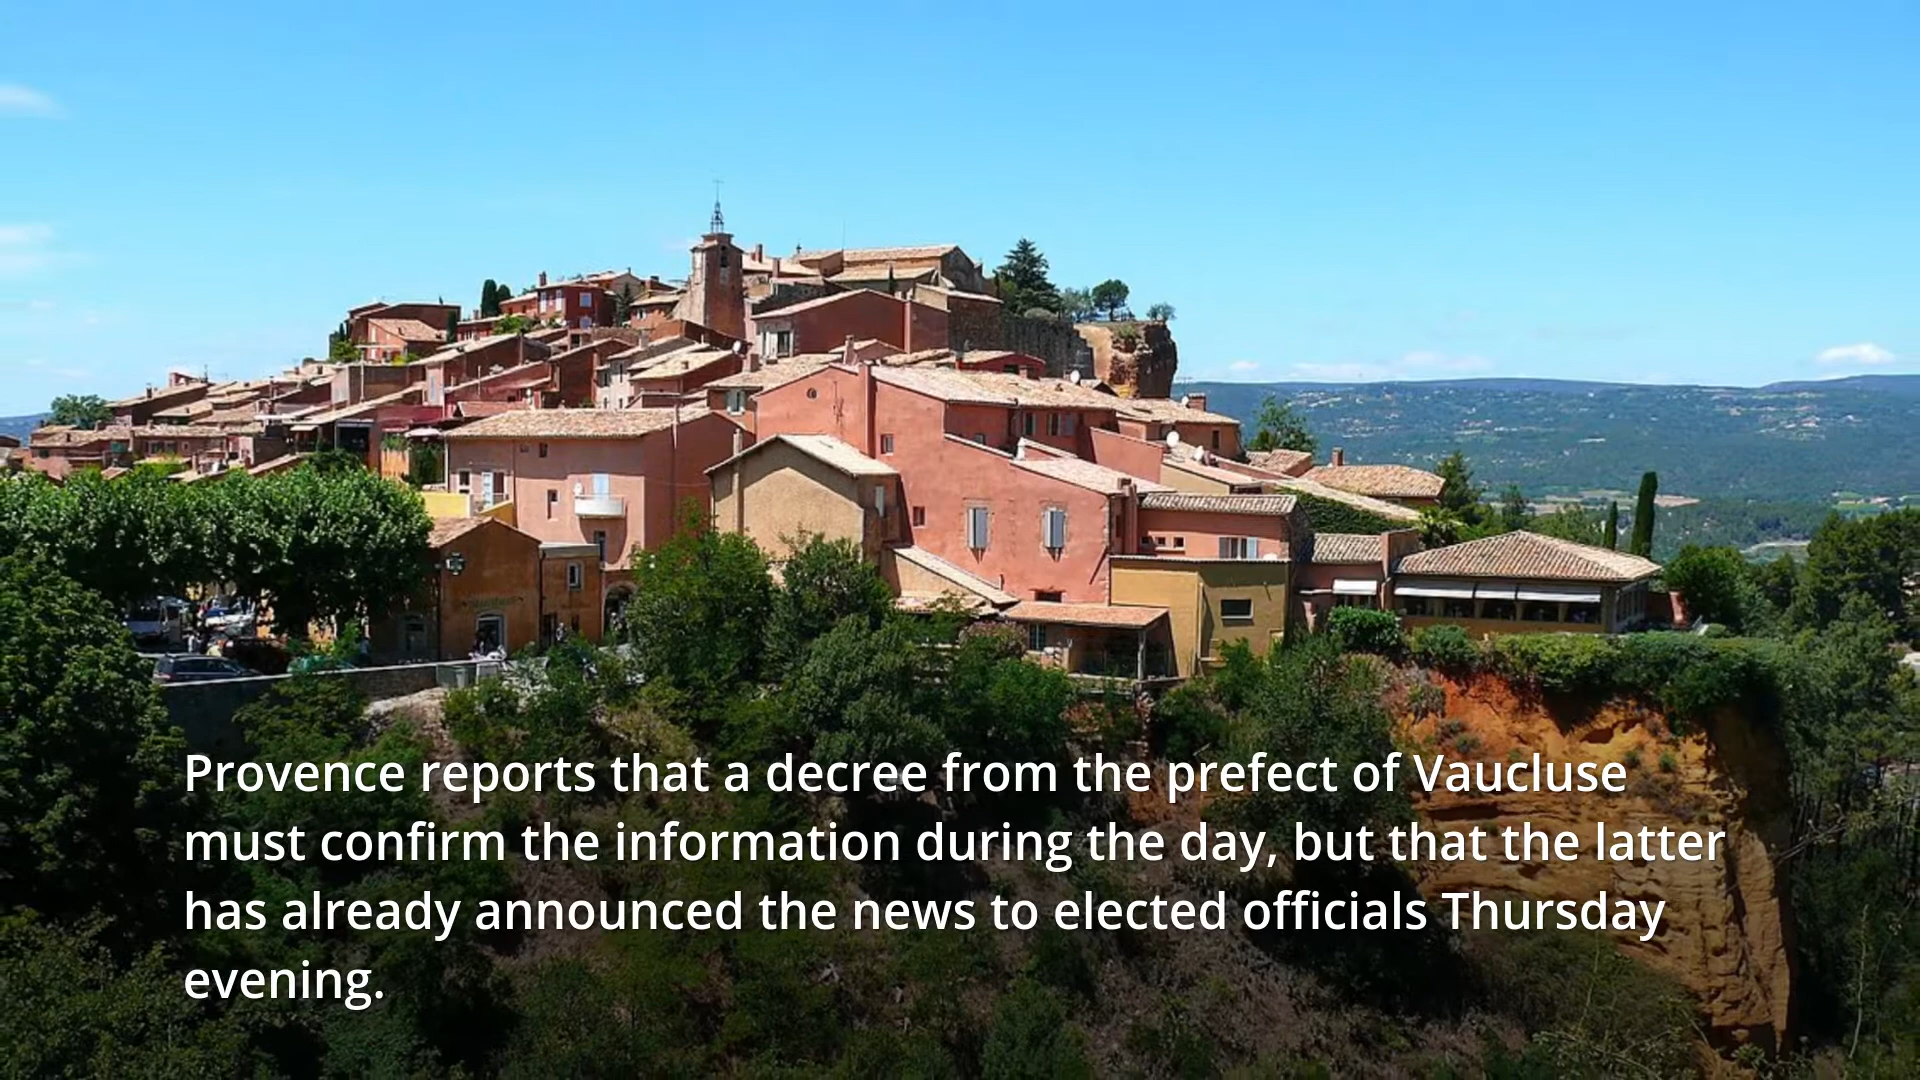 Provence reports that a decree from the prefect of Vaucluse
must confirm the information during the day, but that the latter
has already announced the news to elected officials Thursday
evening.